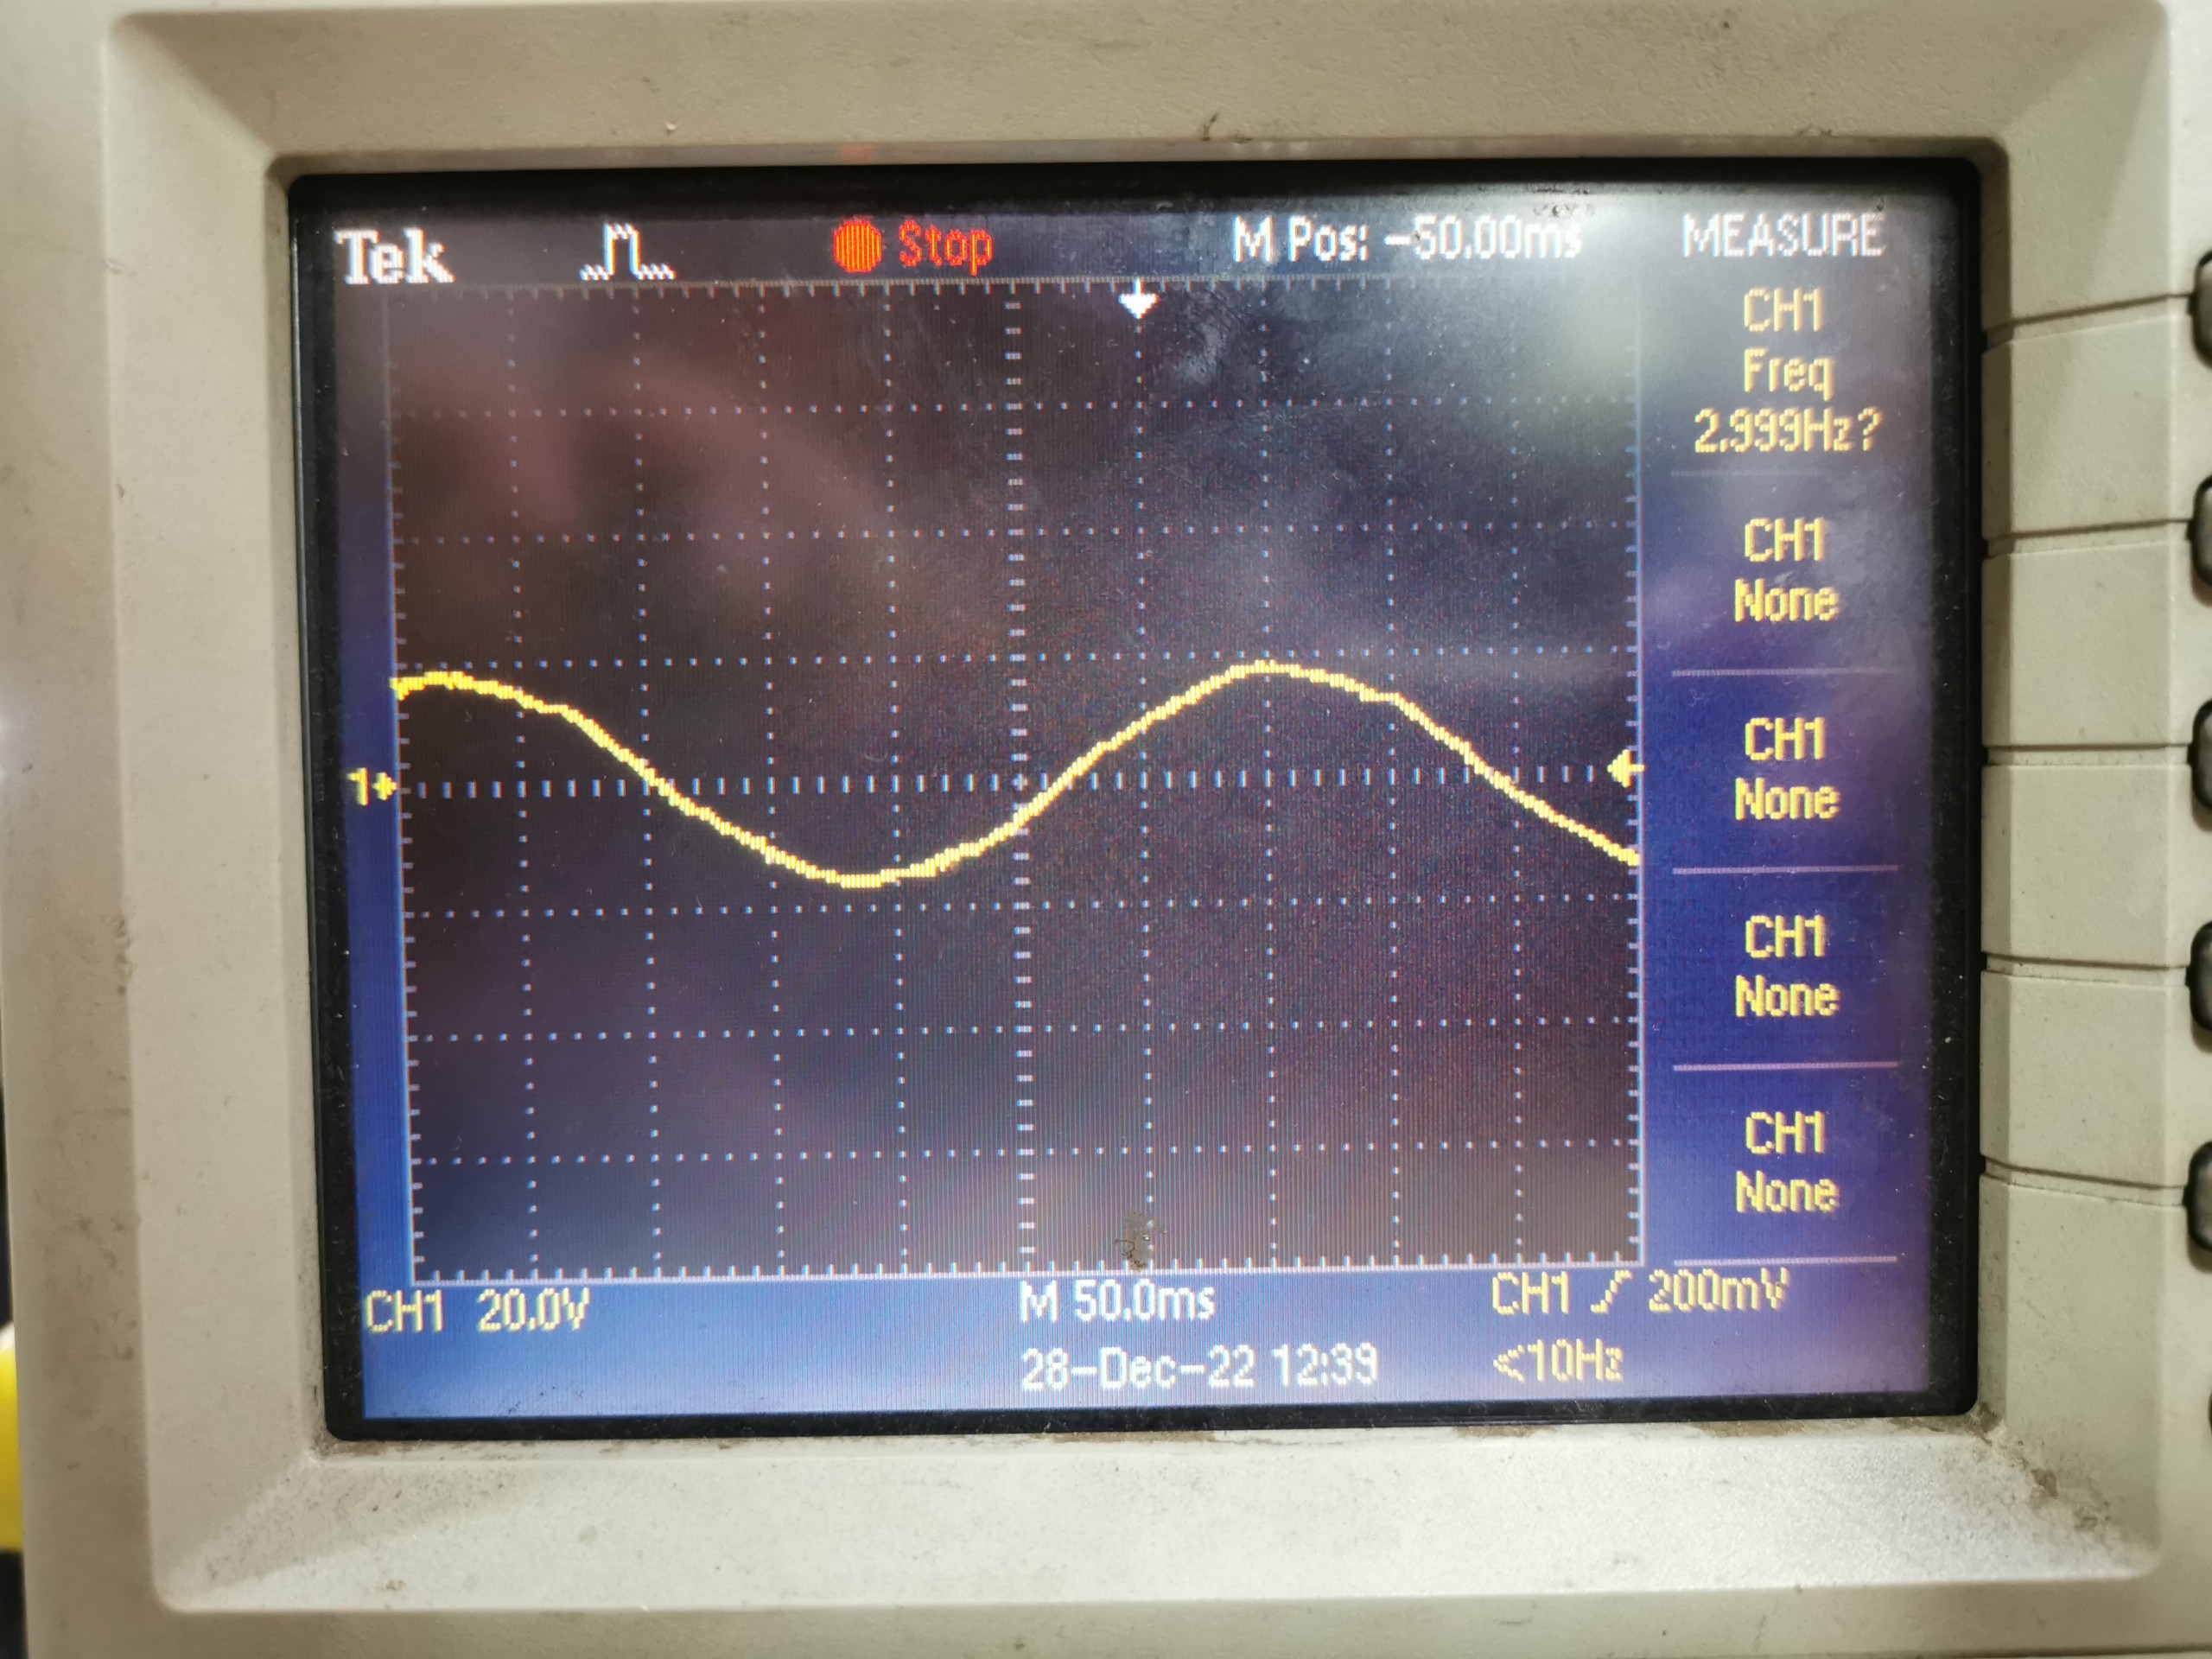 Tek Stop M Pos: -50.00ms MEASURE
CH1
Freq
2.999Hz?
CH1
None
1
CH1
None
CH1
None
CH1
None
CH1 20.0V M 50.0ms CH1 200mV
28-Dec-22 12:39 <10Hz